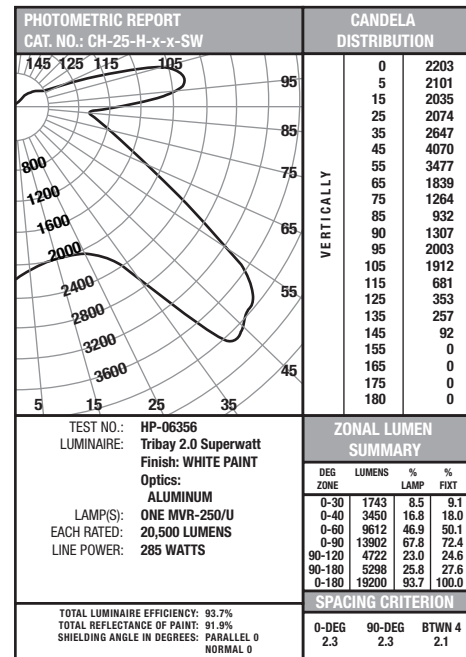 PHOTOMETRIC REPORT
CAT. NO.: CH-25-H-x-x-SW
145 125 115 105
95
85
75
65
55
45
800
1200
1600
2000
2400
2800
3200
3600
5 15 25 35
CANDELA
DISTRIBUTION
VERTICALLY
0 2203
5 2101
15 2035
25 2074
35 2647
45 4070
55 3477
65 1839
75 1264
85 932
90 1307
95 2003
105 1912
115 681
125 353
135 257
145 92
155 0
165 0
175 0
180 0
TEST NO.: HP-06356
LUMINAIRE: Tribay 2.0 Superwatt
Finish: WHITE PAINT
Optics:
ALUMINUM
LAMP(S): ONE MVR-250/U
EACH RATED: 20,500 LUMENS
LINE POWER: 285 WATTS
ZONAL LUMEN
SUMMARY
DEG LUMENS % %
ZONE LAMP FIXT
0-30 1743 8.5 9.1
0-40 3450 16.8 18.0
0-60 9612 46.9 50.1
0-90 13902 67.8 72.4
90-120 4722 23.0 24.6
90-180 5298 25.8 27.6
0-180 19200 93.7 100.0
TOTAL LUMINAIRE EFFICIENCY: 93.7%
TOTAL REFLECTANCE OF PAINT: 91.9%
SHIELDING ANGLE IN DEGREES: PARALLEL 0
NORMAL 0
SPACING CRITERION
0-DEG 90-DEG BTWN 4
2.3 2.3 2.1